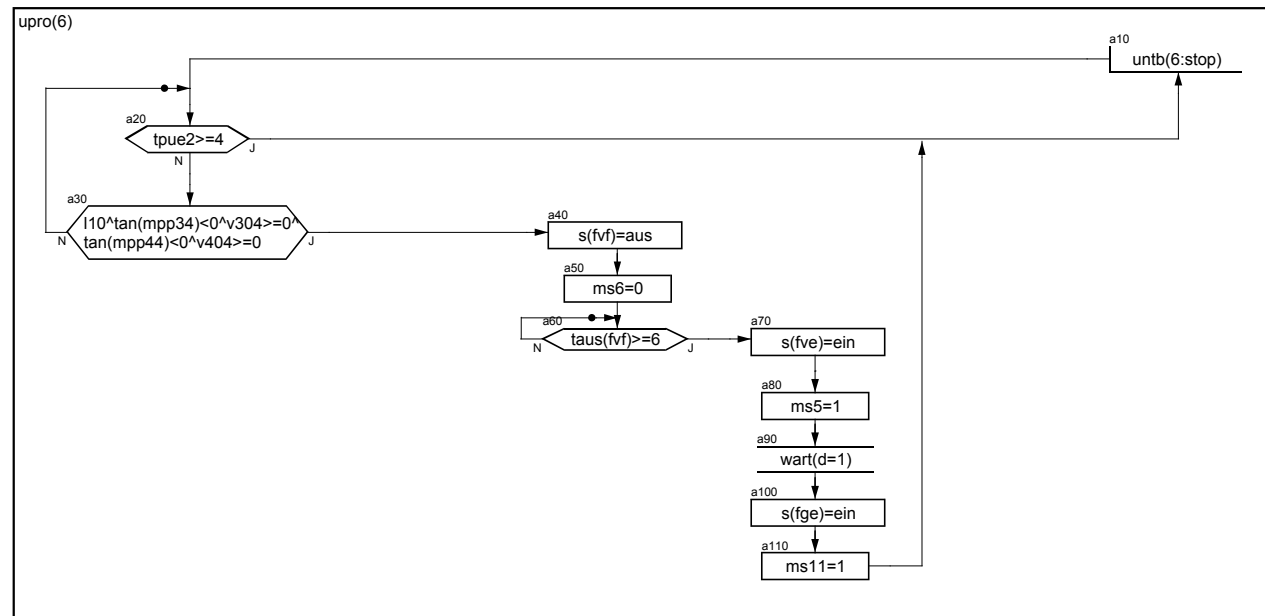 upro(6)
a10
untb(6:stop)
a20
tpue2>=4
N
J
a30
l10^tan(mpp34)<0^v304>=0^
tan(mpp44)<0^v404>=0
N
J
a40
s(fvf)=aus
a50
ms6=0
a60
taus(fvf)>=6
N
J
a70
s(fve)=ein
a80
ms5=1
a90
wart(d=1)
a100
s(fge)=ein
a110
ms11=1